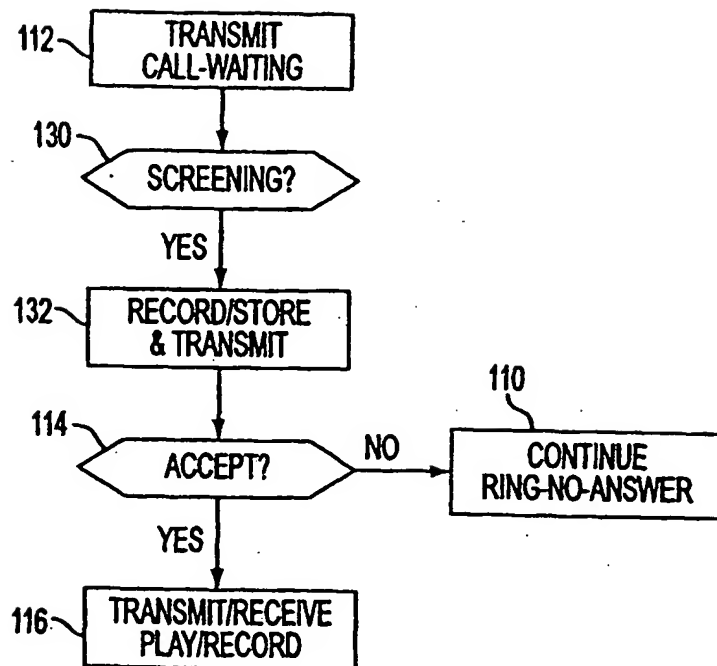 112
TRANSMIT
CALL-WAITING
130
SCREENING?
YES
132
RECORD/STORE
& TRANSMIT
110
114
ACCEPT?
NO
CONTINUE
RING-NO-ANSWER
YES
116
TRANSMIT/RECEIVE
PLAY/RECORD